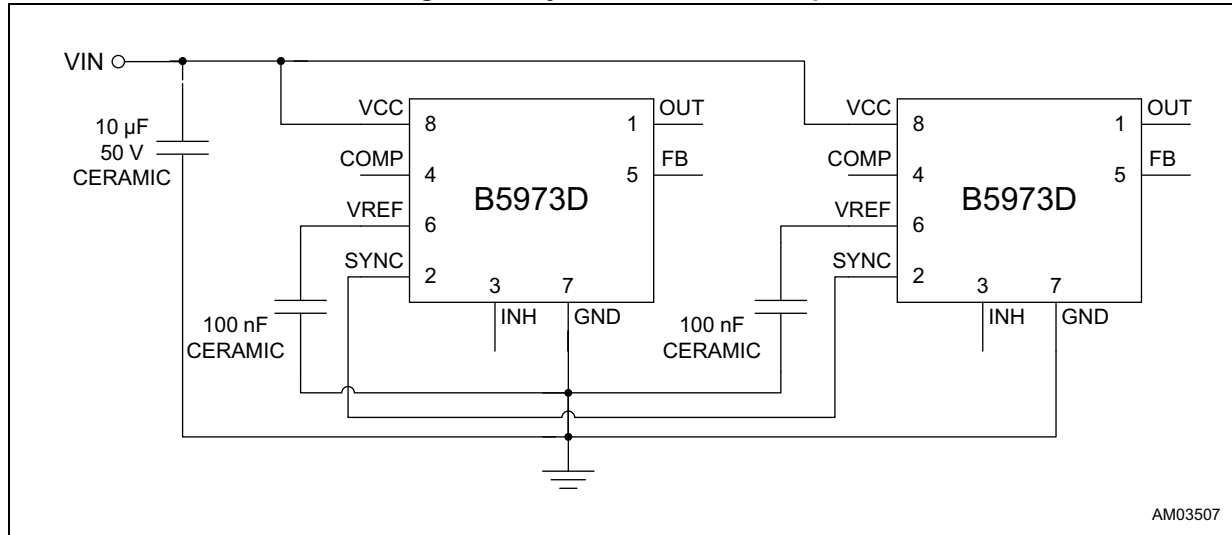 VIN
10 µF
50 V
CERAMIC
VCC
8
1
OUT
COMP
4
5
FB
B5973D
VREF
6
SYNC
2
3
7
INH
GND
100 nF
CERAMIC
VCC
8
1
OUT
COMP
4
5
FB
B5973D
VREF
6
SYNC
2
3
7
INH
GND
100 nF
CERAMIC
AM03507